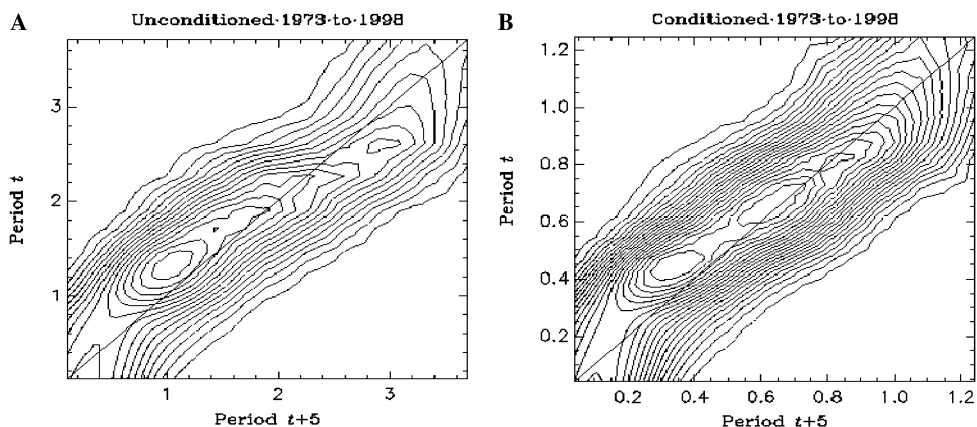 A
Unconditioned·1973·to·1998
Period t
3
2
1
1
2
3
Period t+5
B
Conditioned·1973·to·1998
Period t
1.2
1.0
0.8
0.6
0.4
0.2
0.2
0.4
0.6
0.8
1.0
1.2
Period t+5